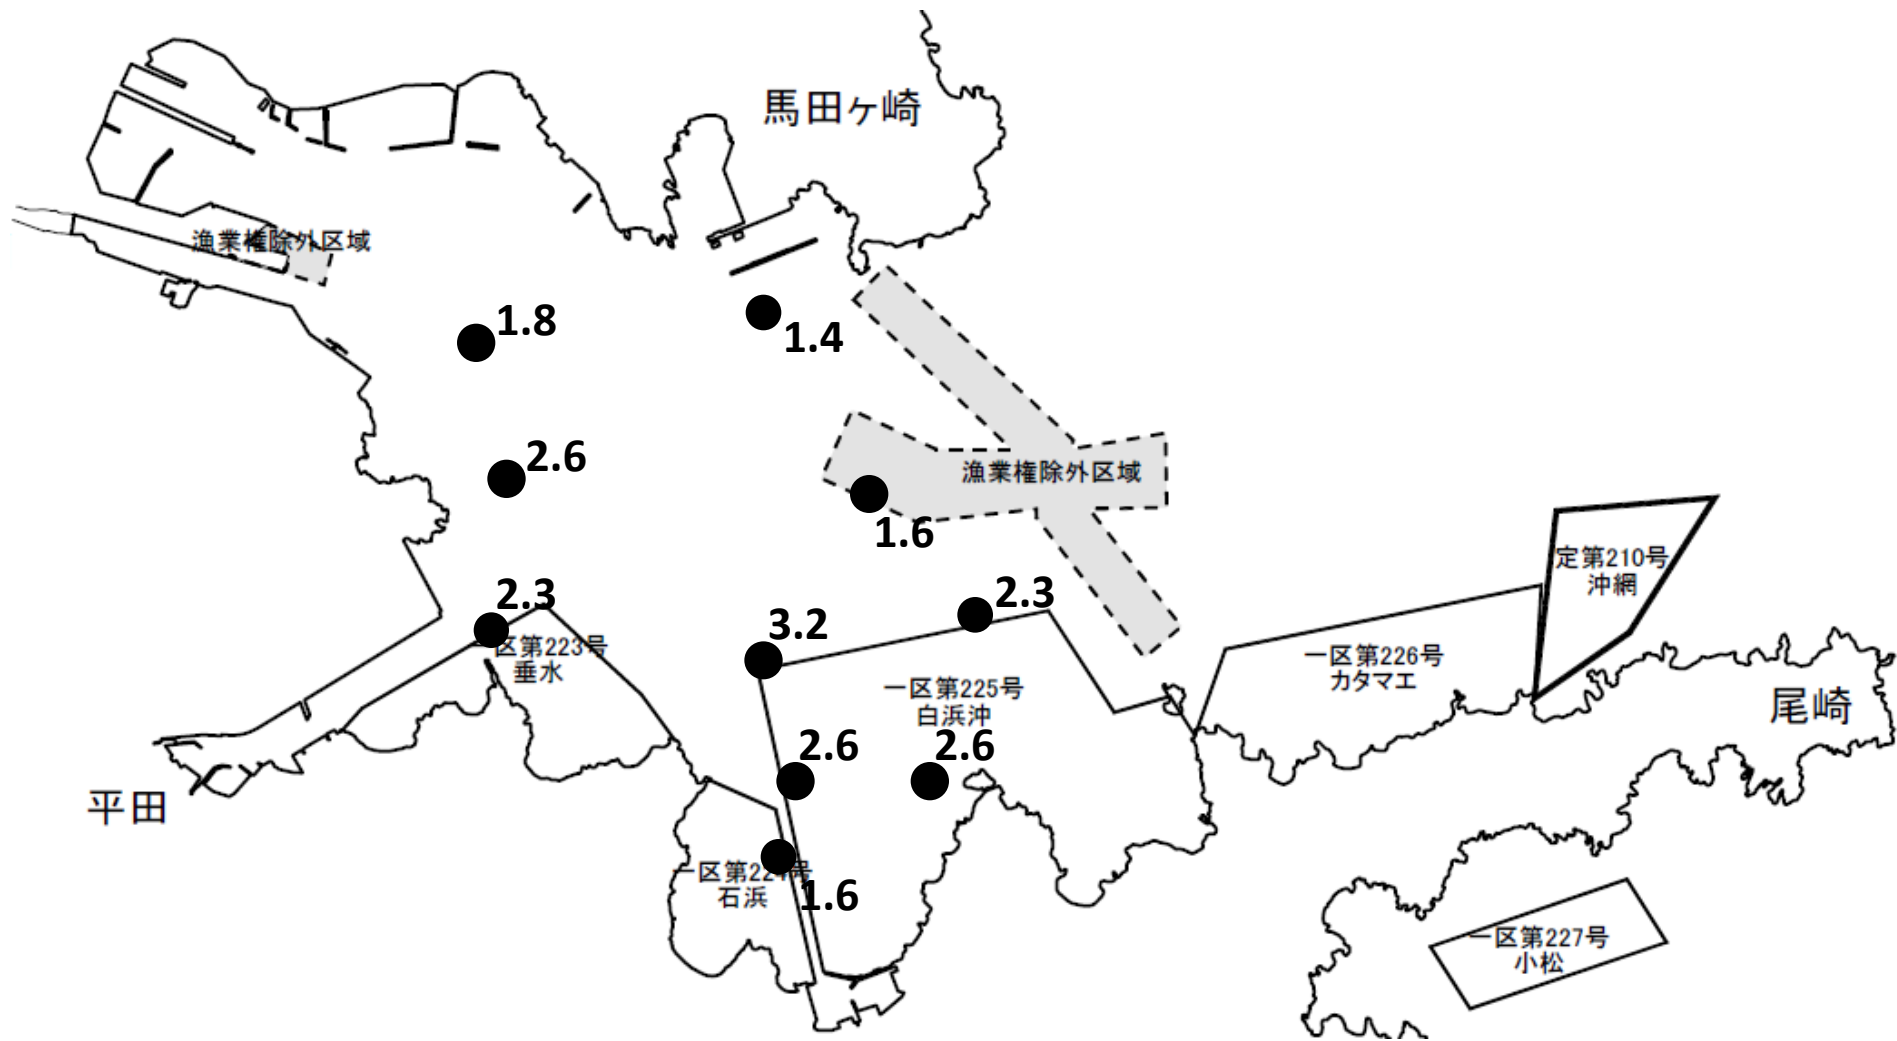 馬田ヶ崎
漁業権除外区域
1.8
1.4
2.6
漁業権除外区域
1.6
定第210号
沖網
2.3
2.3
3.2
一区第223号
垂水
一区第226号
カタマエ
一区第225号
白浜沖
尾崎
2.6
2.6
平田
一区第224号
石浜
1.6
一区第227号
小松